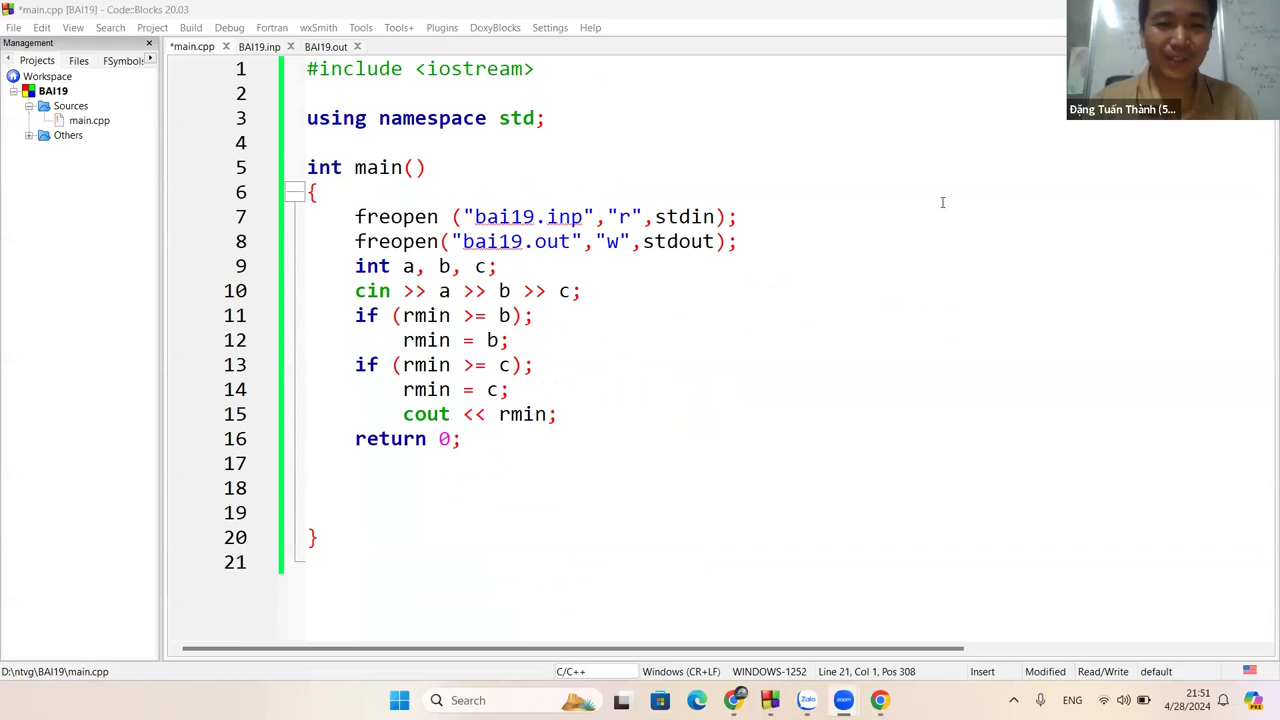 *main.cpp [BAI19] - Code::Blocks 20.03
File Edit View Search Project Build Debug Fortran wxSmith Tools Tools+ Plugins DoxyBlocks Settings Help
Management
*main.cpp BAI19.inp BAI19.out
Projects Files FSymbols
Workspace
BAI19
Sources
main.cpp
Others
Đặng Tuấn Thành (5...
1 #include <iostream>
2
3 using namespace std;
4
5 int main()
6 {
7 freopen ("bai19.inp","r",stdin);
8 freopen("bai19.out","w",stdout);
9 int a, b, c;
10 cin >> a >> b >> c;
11 if (rmin >= b);
12 rmin = b;
13 if (rmin >= c);
14 rmin = c;
15 cout << rmin;
16 return 0;
17
18
19
20 }
21
D:\ntvg\BAI19\main.cpp C/C++ Windows (CR+LF) WINDOWS-1252 Line 21, Col 1, Pos 308 Insert Modified Read/Write default
Search
Zalo
zoom
ENG
21:51
4/28/2024
PRE